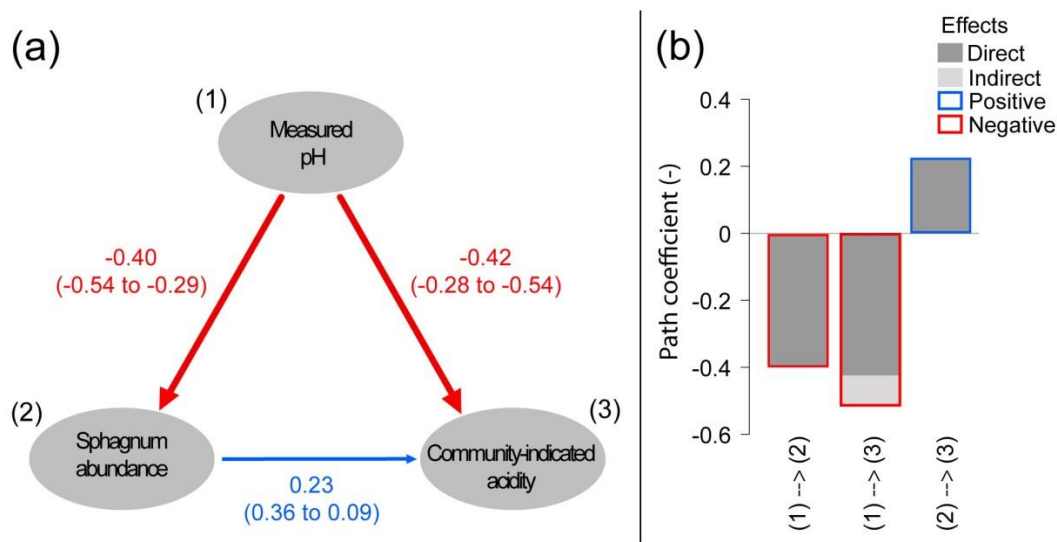 (a)
(1)
Measured
pH
-0.40
(-0.54 to -0.29)
-0.42
(-0.28 to -0.54)
(2)
Sphagnum
abundance
(3)
Community-indicated
acidity
0.23
(0.36 to 0.09)
(b)
Effects
Direct
Indirect
Positive
Negative
Path coefficient (-)
0.4
0.2
0
-0.2
-0.4
-0.6
(1) --> (2)
(1) --> (3)
(2) --> (3)